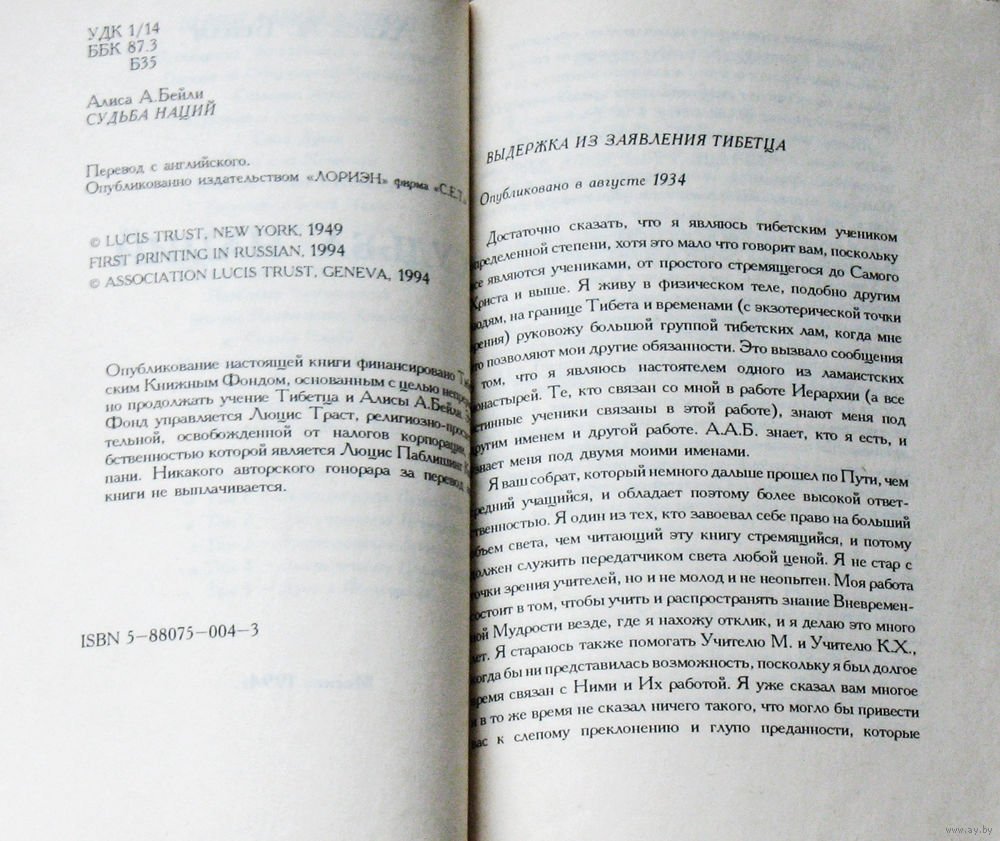 УДК 1/14
ББК 87.3
Б35
Алиса А.Бейли
СУДЬБА НАЦИЙ
Перевод с английского.
Опубликованно издательством «ЛОРИЭН» фирма «С.Е.Т.»
© LUCIS TRUST, NEW YORK, 1949
FIRST PRINTING IN RUSSIAN, 1994
© ASSOCIATION LUCIS TRUST, GENEVA, 1994
Опубликование настоящей книги финансировано
ским Книжным Фондом, основанным с целью
но продолжать учение Тибетца и Алисы А.Бейли.
Фонд управляется Люцис Траст,
тельной, освобожденной от налогов корпорации,
бственностью которой является Люцис Паблишинг
пани. Никакого авторского гонорара за перевод
книги не выплачивается.
ISBN 5–88075–004–3
ВЫДЕРЖКА ИЗ ЗАЯВЛЕНИЯ ТИБЕТЦА
Опубликовано в августе 1934
Достаточно сказать, что я являюсь тибетским учеником
определенной степени, хотя это мало что говорит вам, поскольку
все являются учениками, от простого стремящегося до Самого
Христа и выше. Я живу в физическом теле, подобно другим
людям, на границе Тибета и временами (с экзотерической точки
зрения) руковожу большой группой тибетских лам, когда мне
это позволяют мои другие обязанности. Это вызвало сообщения
о том, что я являюсь настоятелем одного из ламаистских
монастырей. Те, кто связан со мной в работе Иерархии (а все
истинные ученики связаны в этой работе), знают меня под
другим именем и другой работе. А.А.Б. знает, кто я есть, и
знает меня под двумя моими именами.
Я ваш собрат, который немного дальше прошел по Пути, чем
средний учащийся, и обладает поэтому более высокой ответ-
ственностью. Я один из тех, кто завоевал себе право на больший
объем света, чем читающий эту книгу стремящийся, и потому
должен служить передатчиком света любой ценой. Я не стар с
точки зрения учителей, но и не молод и не неопытен. Моя работа
состоит в том, чтобы учить и распространять знание Вневремен-
ной Мудрости везде, где я нахожу отклик, и я делаю это много
лет. Я стараюсь также помогать Учителю М. и Учителю К.Х.,
когда бы ни представилась возможность, поскольку я был долгое
время связан с Ними и Их работой. Я уже сказал вам многое
и в то же время не сказал ничего такого, что могло бы привести
вас к слепому преклонению и глупо преданности, которые
www.ay.by